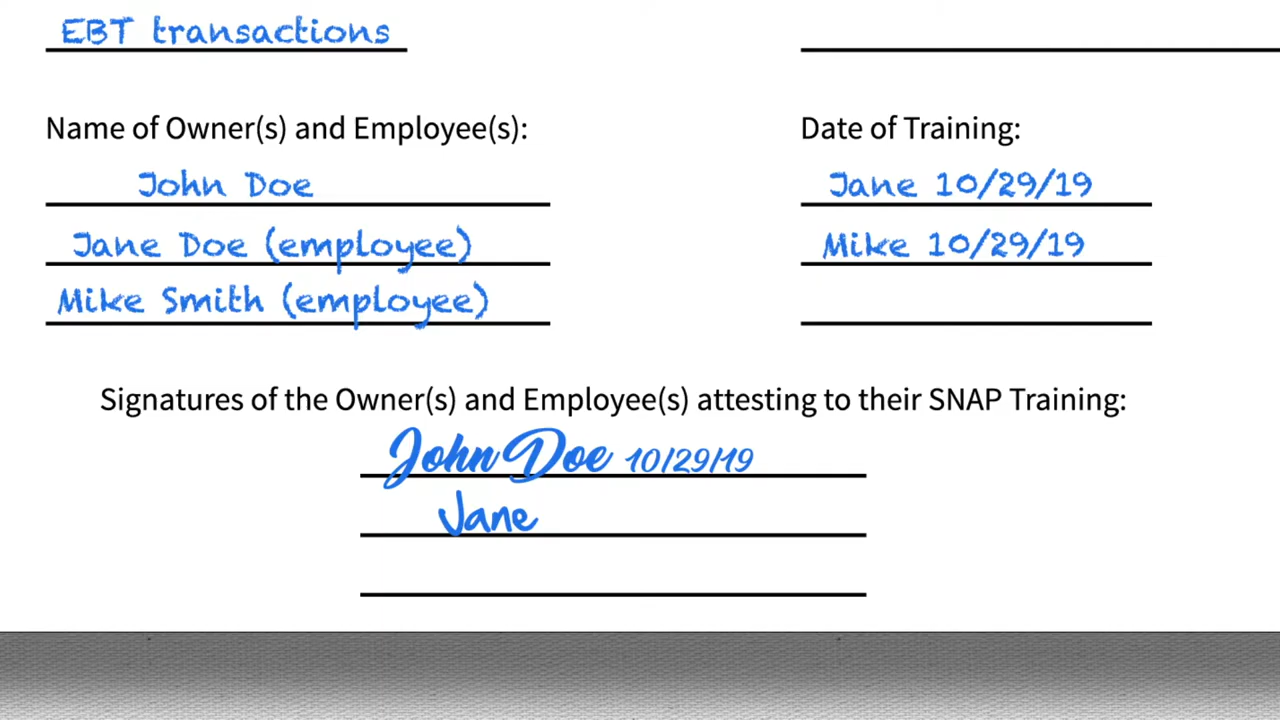 EBT transactions
Name of Owner(s) and Employee(s):
John Doe
Jane Doe (employee)
Mike Smith (employee)
Date of Training:
Jane 10/29/19
Mike 10/29/19
Signatures of the Owner(s) and Employee(s) attesting to their SNAP Training:
John Doe 10/29/19
Jane